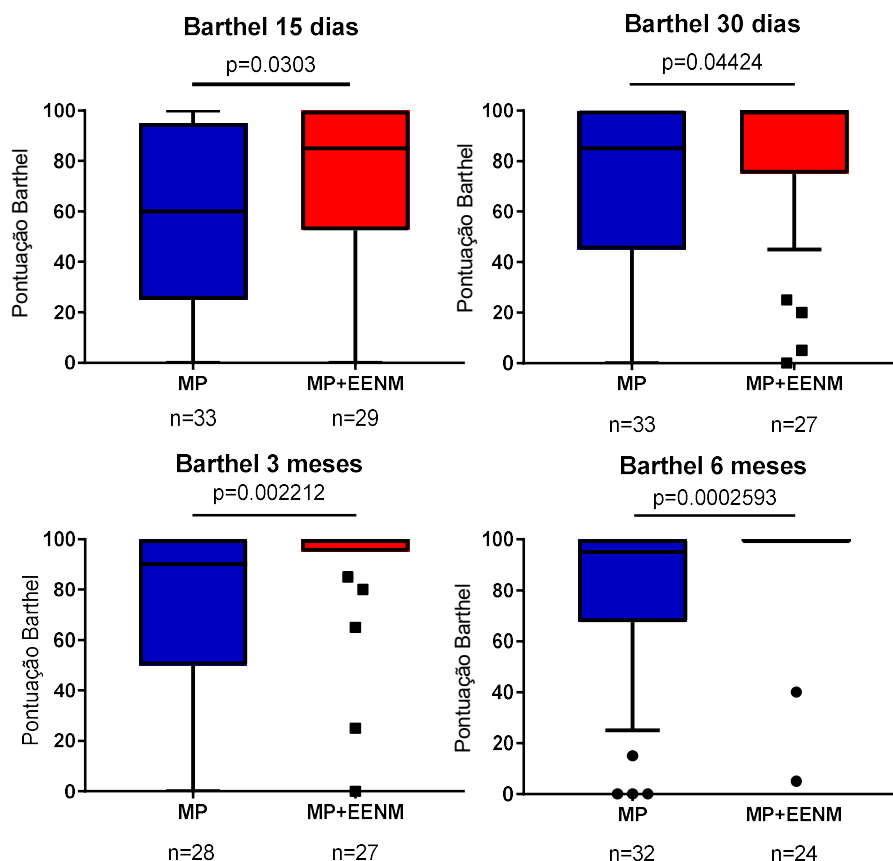 Barthel 15 dias
p=0.0303
Pontuação Barthel
100
80
60
40
20
0
MP
MP+EENM
n=33
n=29
Barthel 30 dias
p=0.04424
Pontuação Barthel
100
80
60
40
20
0
MP
MP+EENM
n=33
n=27
Barthel 3 meses
p=0.002212
Pontuação Barthel
100
80
60
40
20
0
MP
MP+EENM
n=28
n=27
Barthel 6 meses
p=0.0002593
Pontuação Barthel
100
80
60
40
20
0
MP
MP+EENM
n=32
n=24